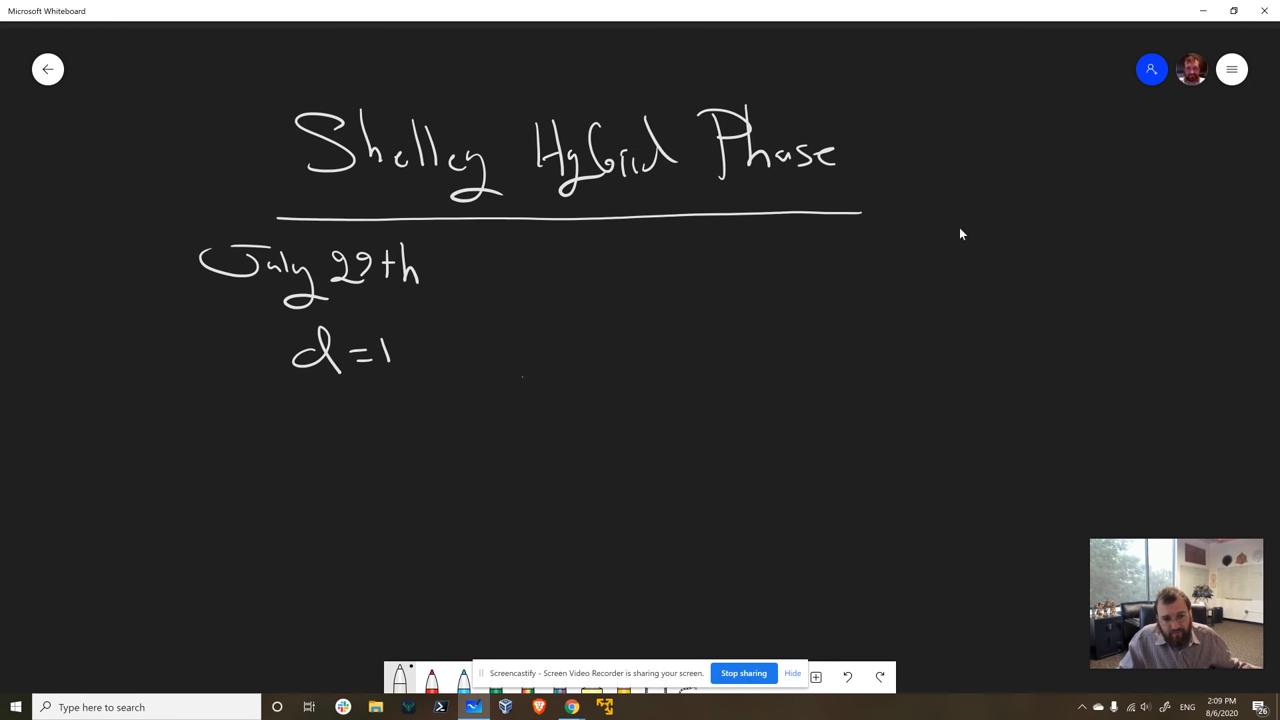 Microsoft Whiteboard
Shelley Hybrid Phase
July 29th
d=1
Screencastify - Screen Video Recorder is sharing your screen.
Stop sharing
Hide
Type here to search
ENG
2:09 PM
8/6/2020
26